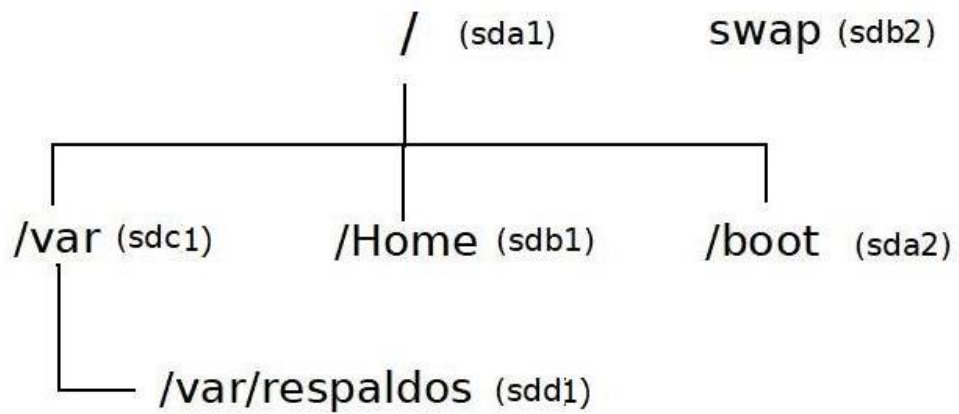 / (sda1) swap (sdb2)
/var (sdc1) /Home (sdb1) /boot (sda2)
/var/respaldos (sdd1)